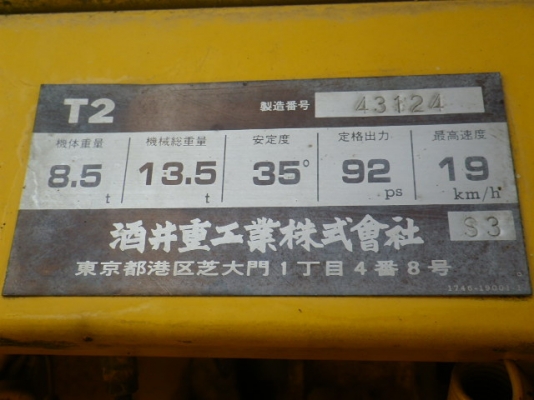 T2 製造番号 43124
機体重量 機械総重量 安定度 定格出力 最高速度
8.5 t 13.5 t 35° 92 ps 19 km/h
酒井重工業株式會社 S3
東京都港区芝大門1丁目4番8号